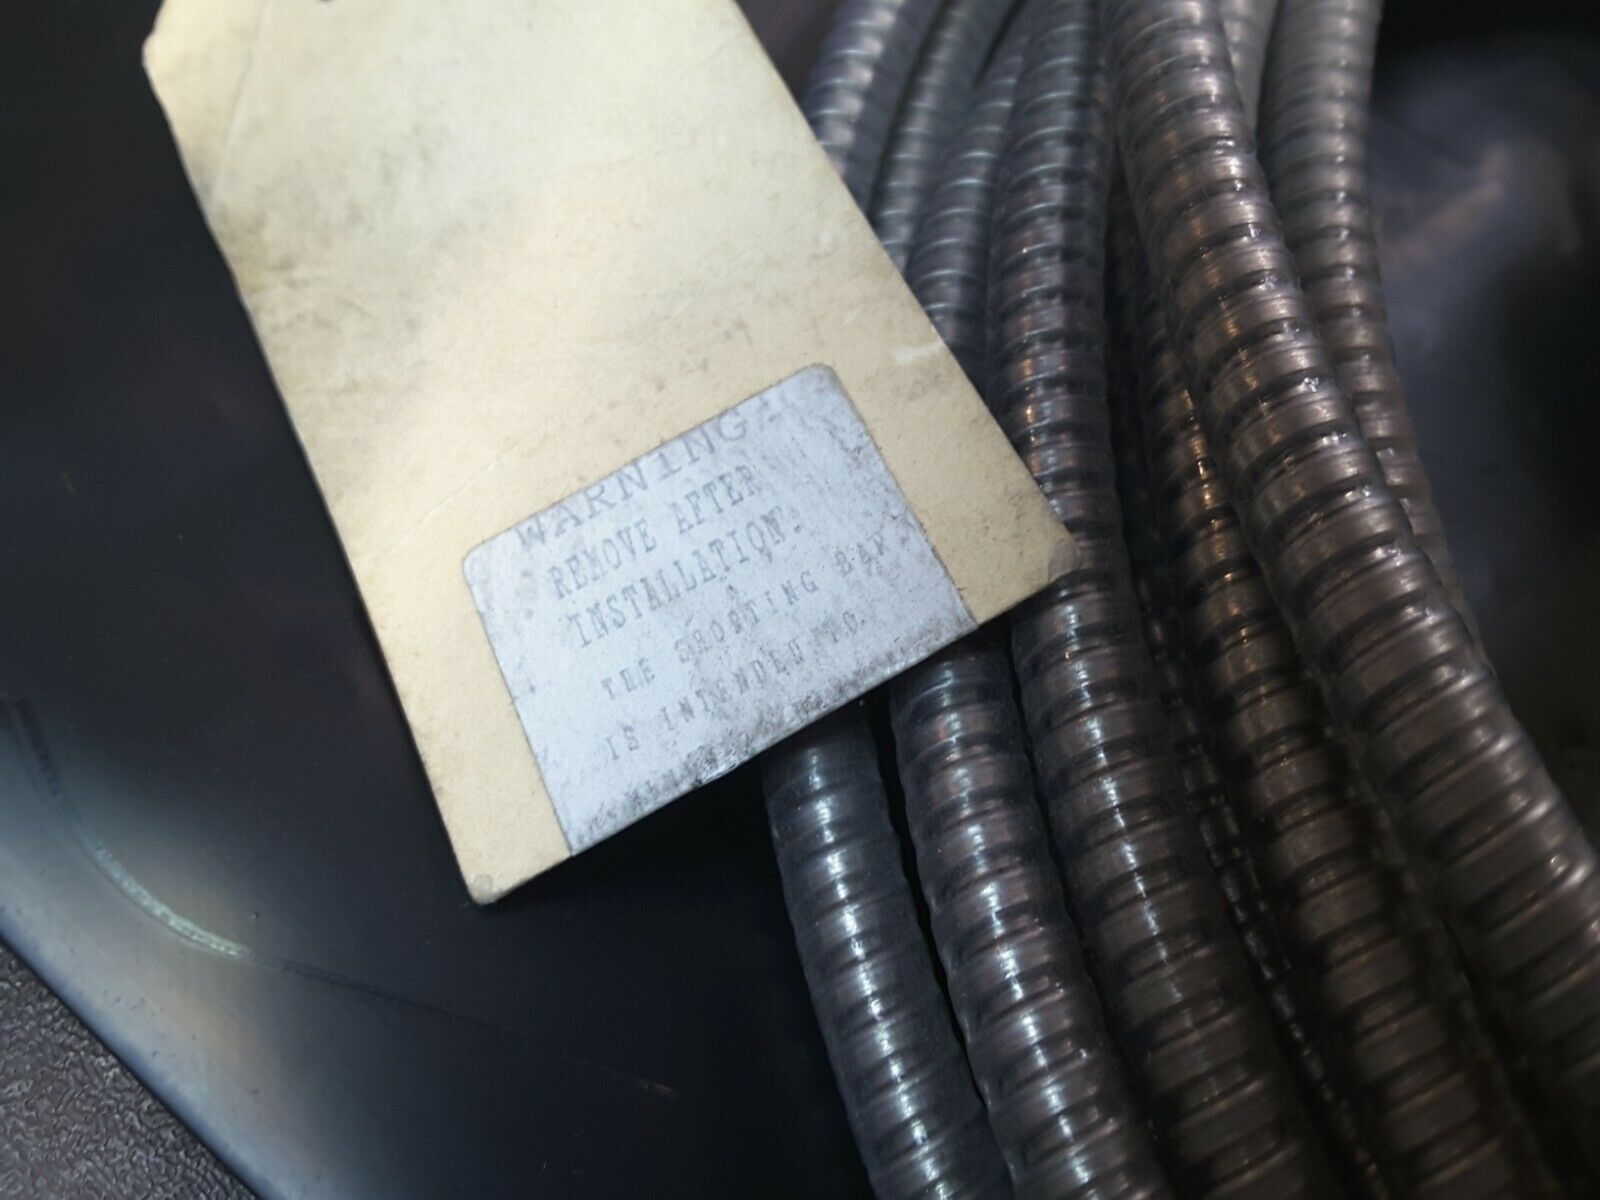 WARNING
REMOVE AFTER
INSTALLATION.
THE SHORTING BAR
IS INTENDED TO